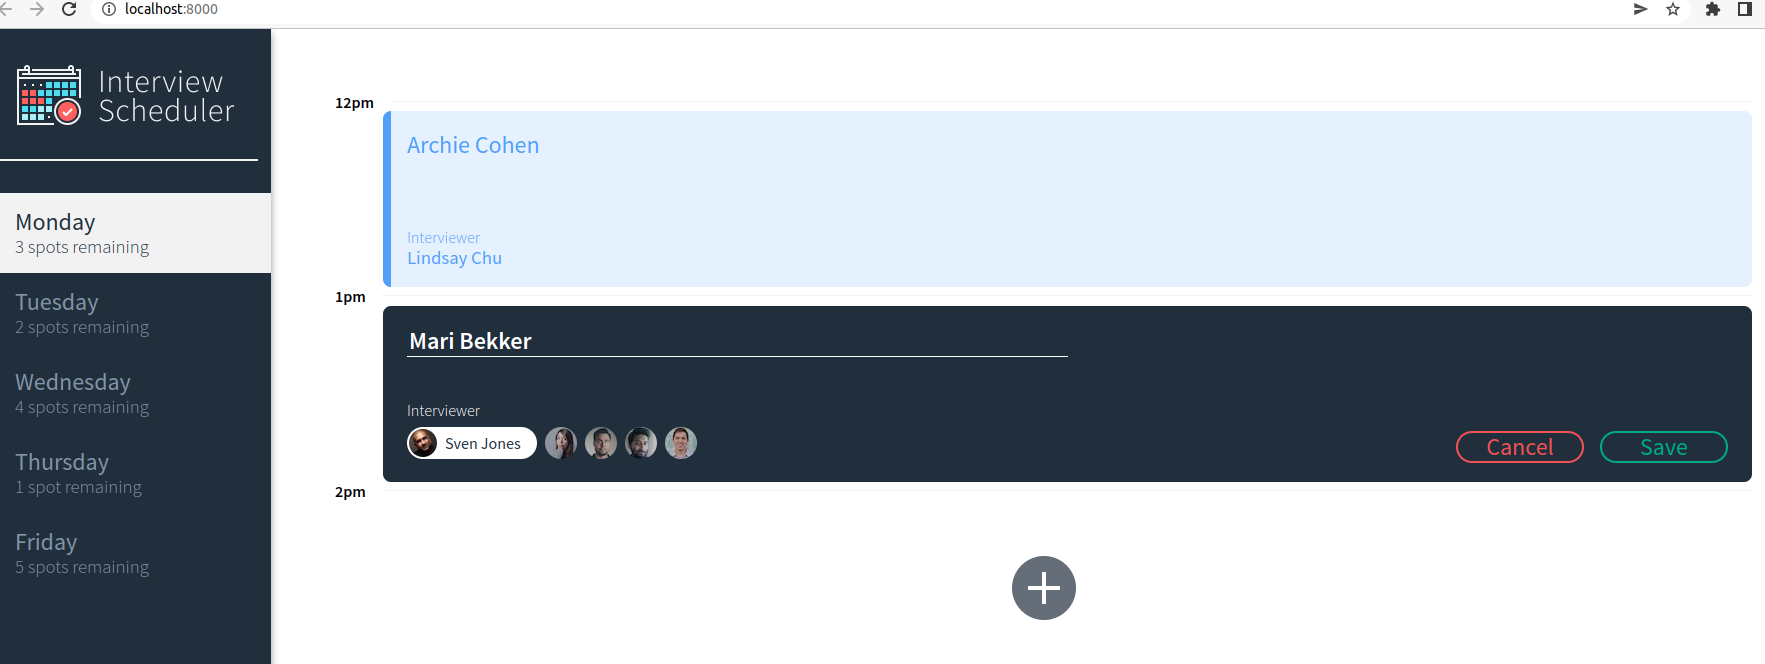 localhost:8000
Interview
Scheduler
Monday
3 spots remaining
Tuesday
2 spots remaining
Wednesday
4 spots remaining
Thursday
1 spot remaining
Friday
5 spots remaining
12pm
Archie Cohen
Interviewer
Lindsay Chu
1pm
Mari Bekker
Interviewer
Sven Jones
Cancel Save
2pm